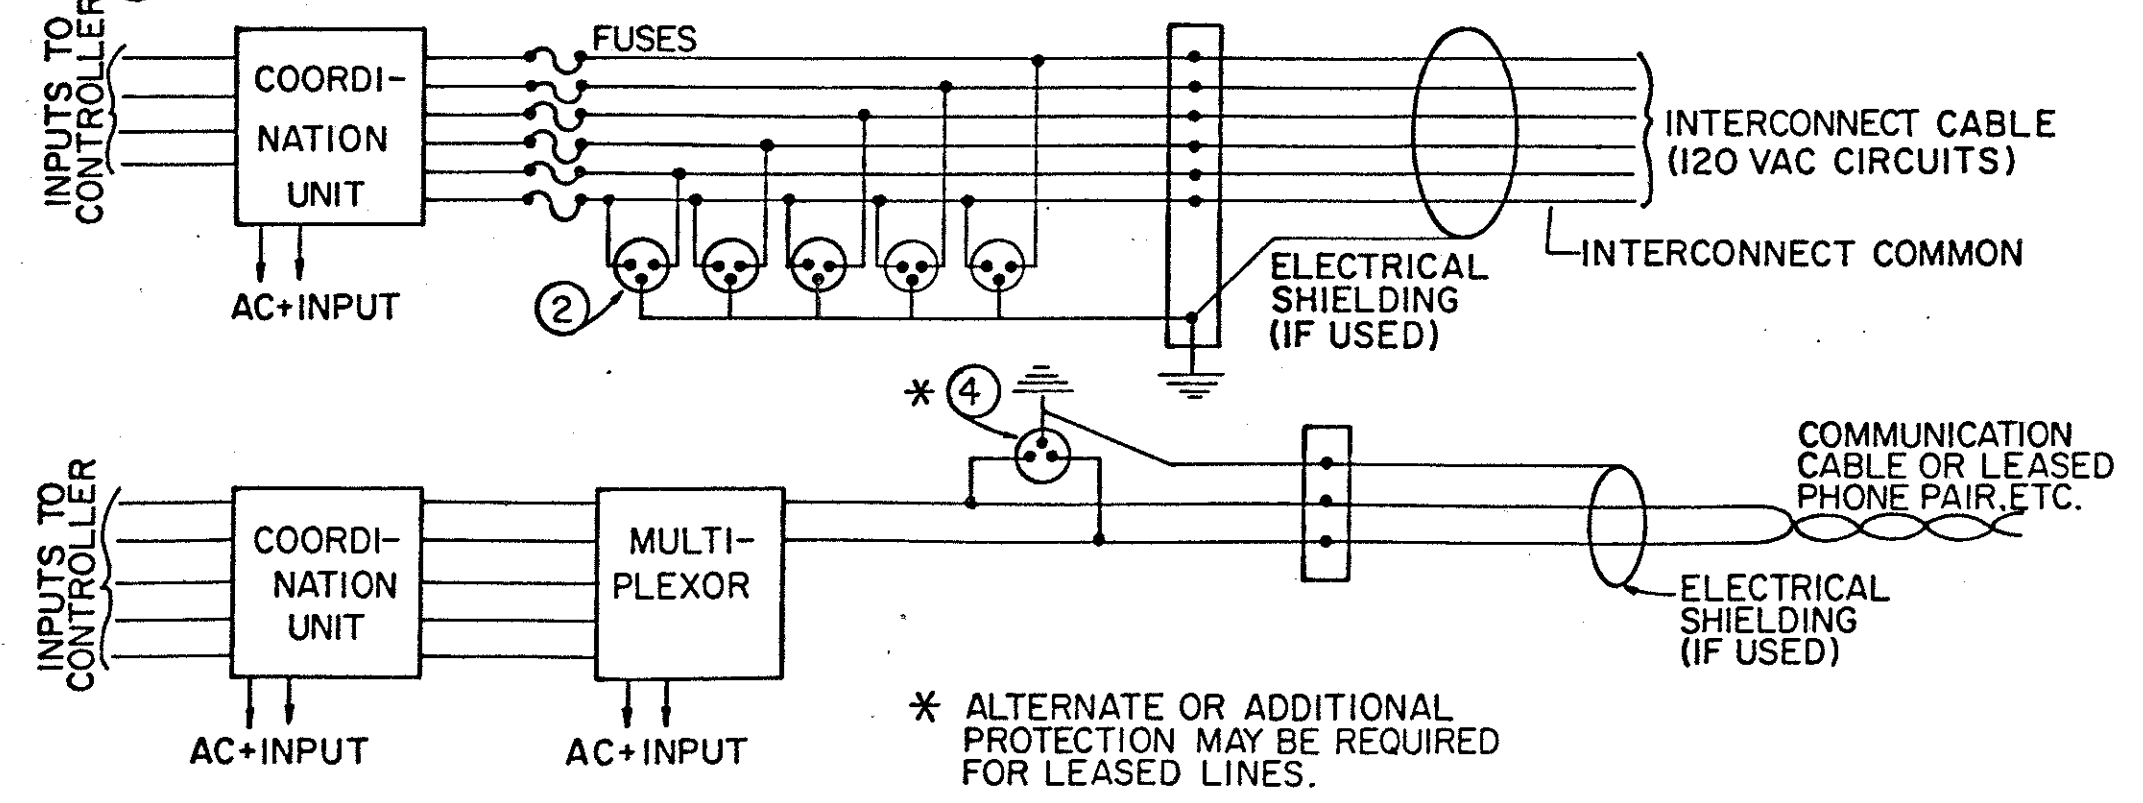 INPUTS TO
CONTROLLER
COORDI-
NATION
UNIT
AC+INPUT
FUSES
2
INTERCONNECT CABLE
(120 VAC CIRCUITS)
INTERCONNECT COMMON
ELECTRICAL
SHIELDING
(IF USED)
* 4
INPUTS TO
CONTROLLER
COORDI-
NATION
UNIT
AC+INPUT
MULTI-
PLEXOR
AC+INPUT
COMMUNICATION
CABLE OR LEASED
PHONE PAIR, ETC.
ELECTRICAL
SHIELDING
(IF USED)
* ALTERNATE OR ADDITIONAL
PROTECTION MAY BE REQUIRED
FOR LEASED LINES.